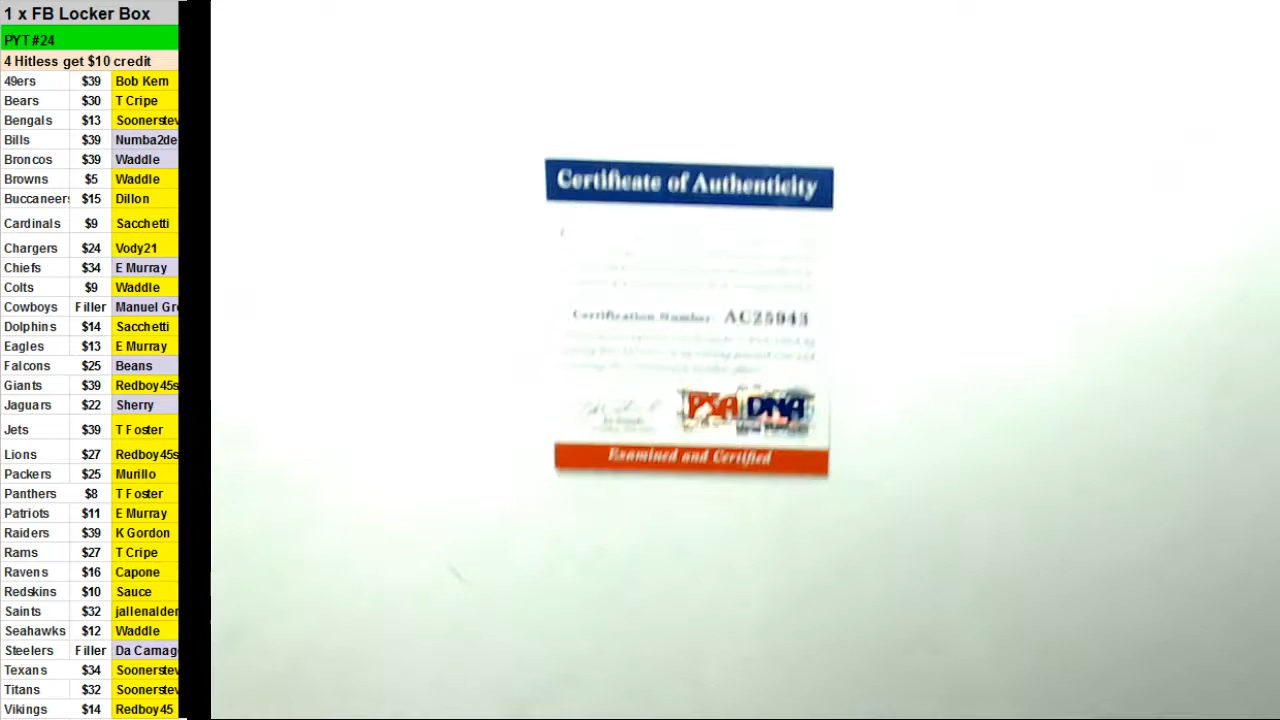 1 x FB Locker Box
PYT #24
4 Hitless get $10 credit
49ers $39 Bob Kern
Bears $30 T Cripe
Bengals $13 Soonerstev
Bills $39 Numba2de
Broncos $39 Waddle
Browns $5 Waddle
Buccaneers $15 Dillon
Cardinals $9 Sacchetti
Chargers $24 Vody21
Chiefs $34 E Murray
Colts $9 Waddle
Cowboys Filler Manuel Gr
Dolphins $14 Sacchetti
Eagles $13 E Murray
Falcons $25 Beans
Giants $39 Redboy45s
Jaguars $22 Sherry
Jets $39 T Foster
Lions $27 Redboy45s
Packers $25 Murillo
Panthers $8 T Foster
Patriots $11 E Murray
Raiders $39 K Gordon
Rams $27 T Cripe
Ravens $16 Capone
Redskins $10 Sauce
Saints $32 jallenalder
Seahawks $12 Waddle
Steelers Filler Da Carnag
Texans $34 Soonerstev
Titans $32 Soonerstev
Vikings $14 Redboy45
Certificate of Authenticity
Certification Number AC25943
PSA DNA
Examined and Certified